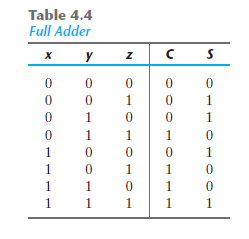 Table 4.4
Full Adder
x y z C S
0 0 0 0 0
0 0 1 0 1
0 1 0 0 1
0 1 1 1 0
1 0 0 0 1
1 0 1 1 0
1 1 0 1 0
1 1 1 1 1